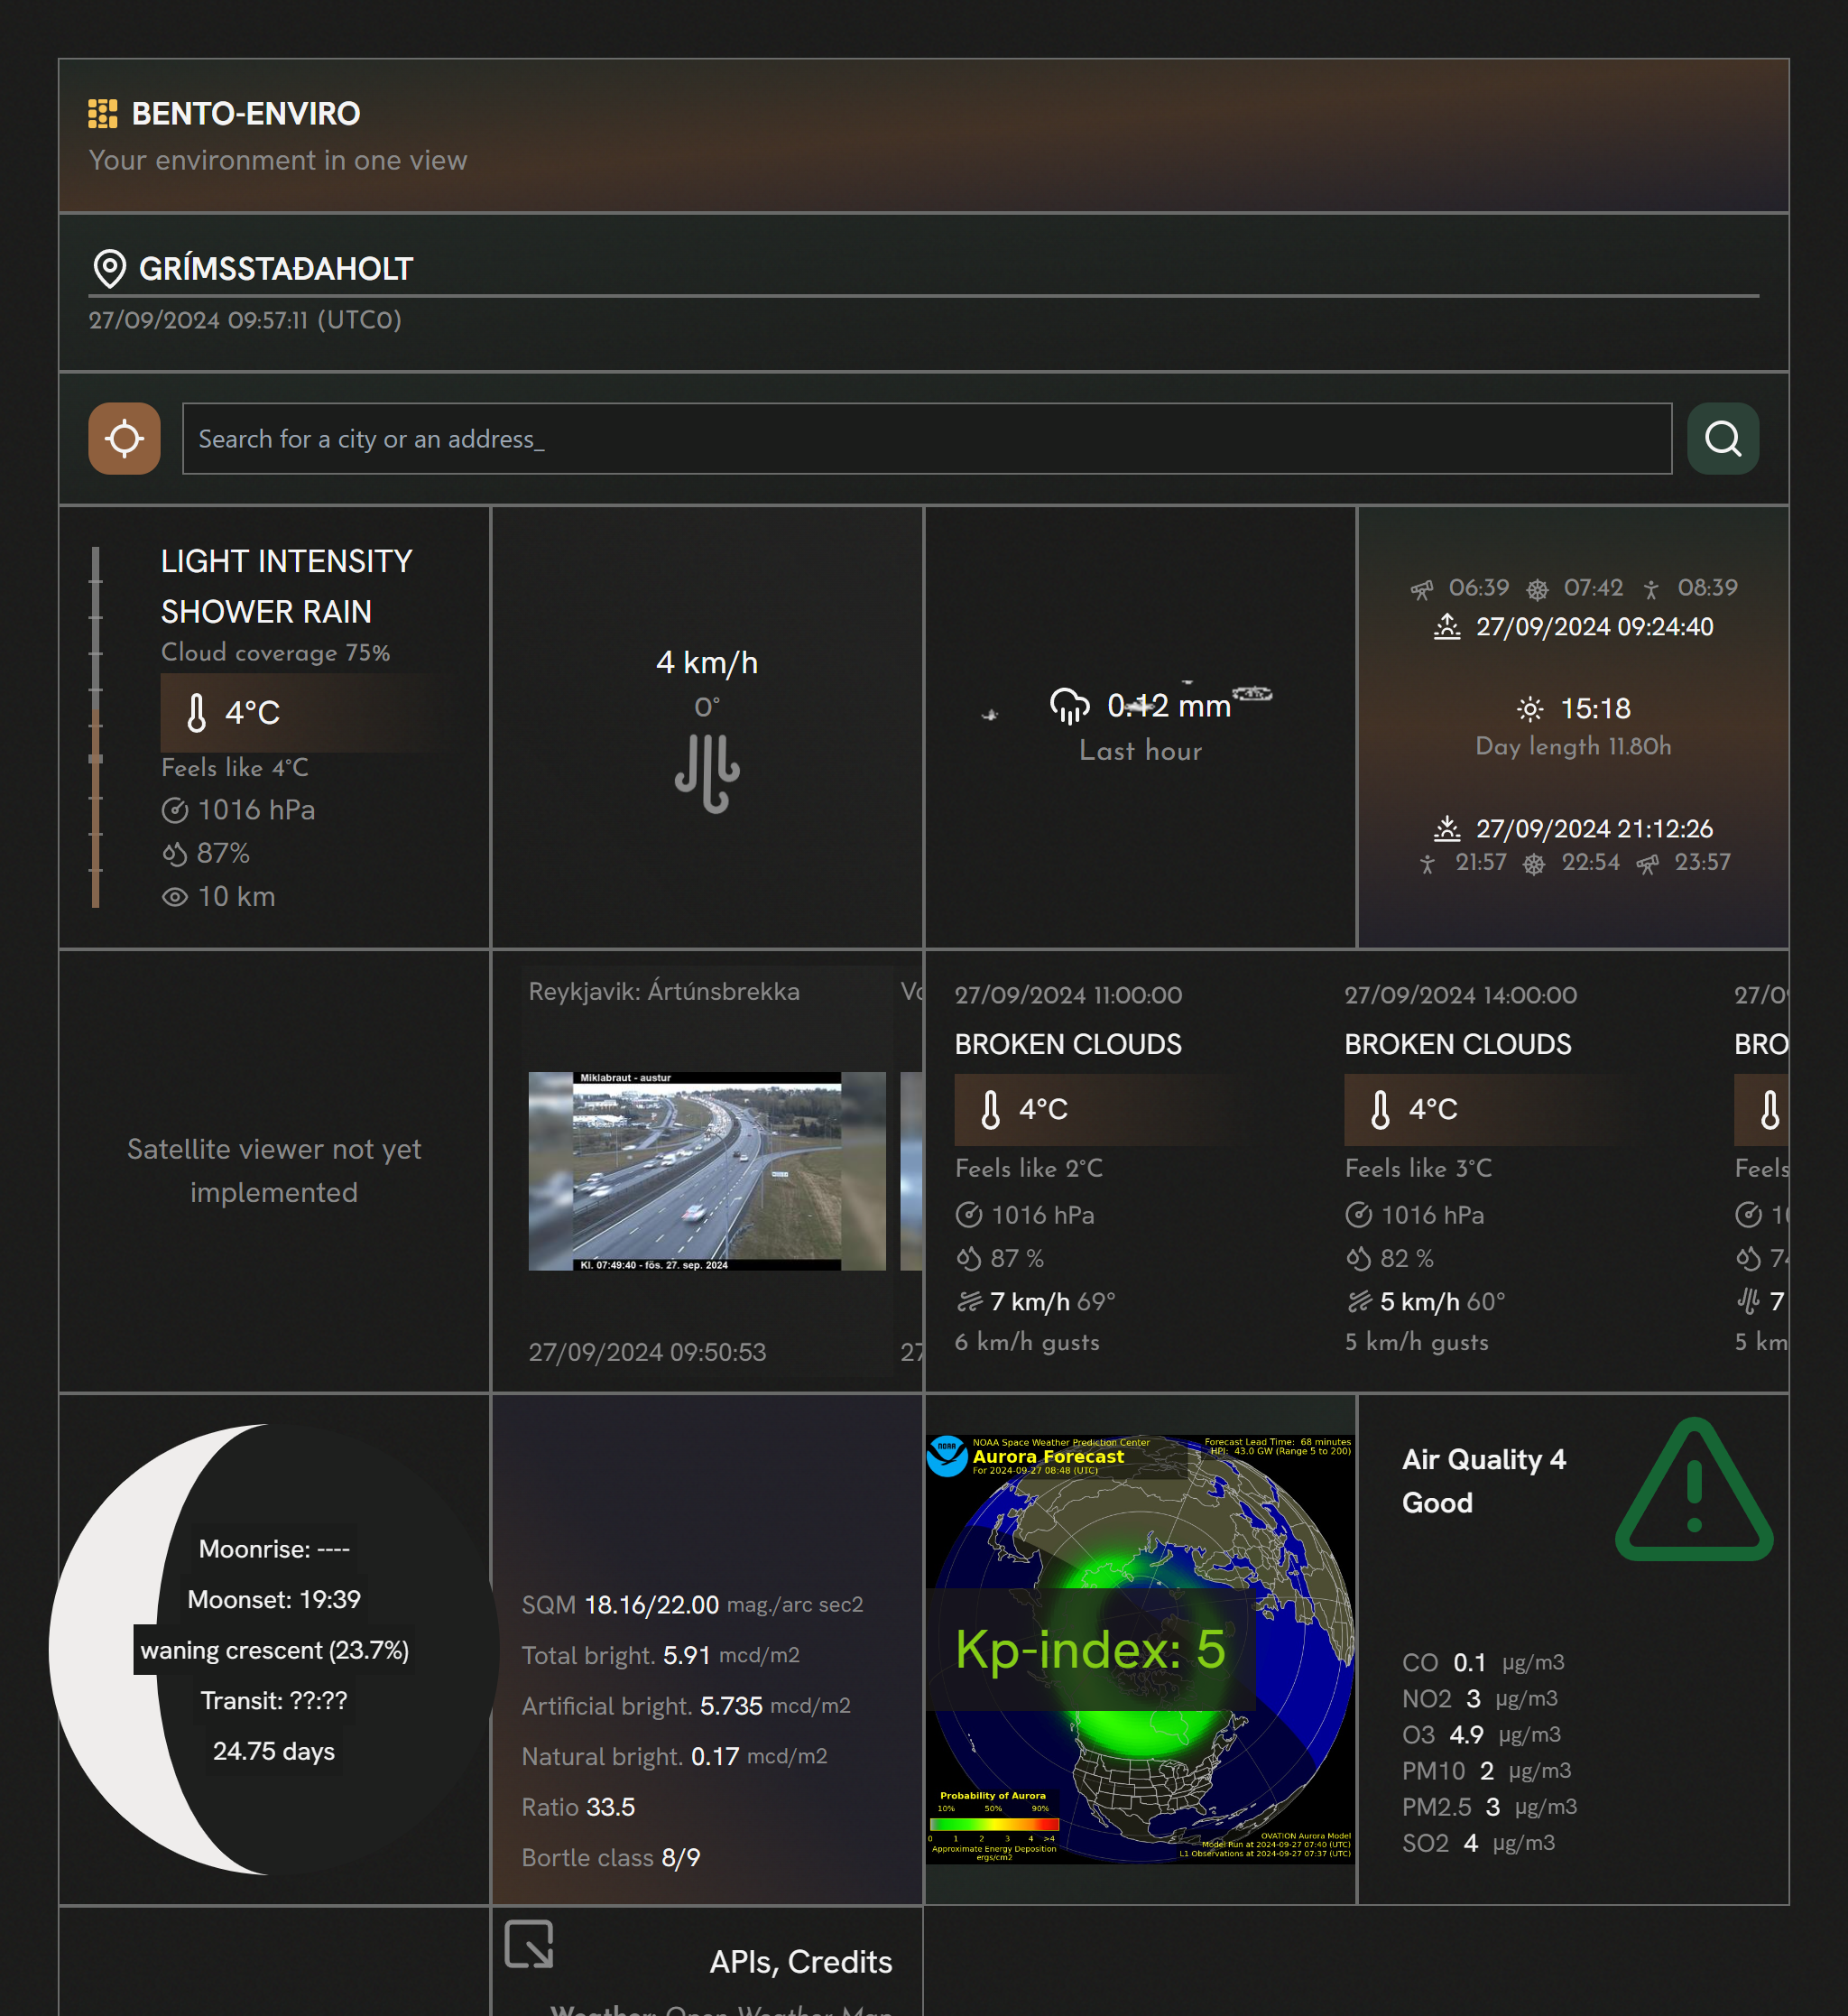 BENTO-ENVIRO
Your environment in one view
GRÍMSSTAÐAHOLT
27/09/2024 09:57:11 (UTC0)
Search for a city or an address_
LIGHT INTENSITY
SHOWER RAIN
Cloud coverage 75%
4°C
Feels like 4°C
1016 hPa
87%
10 km
4 km/h
0°
0.12 mm
Last hour
06:39 07:42 08:39
27/09/2024 09:24:40
15:18
Day length 11.80h
27/09/2024 21:12:26
21:57 22:54 23:57
Satellite viewer not yet
implemented
Reykjavik: Ártúnsbrekka
Miklabraut - austur
Kl. 07:49:40 - fös. 27. sep. 2024
27/09/2024 09:50:53
27/09/2024 11:00:00
BROKEN CLOUDS
4°C
Feels like 2°C
1016 hPa
87 %
7 km/h 69°
6 km/h gusts
27/09/2024 14:00:00
BROKEN CLOUDS
4°C
Feels like 3°C
1016 hPa
82 %
5 km/h 60°
5 km/h gusts
27/0
BRO
Feels
7
5 km
Moonrise: ----
Moonset: 19:39
waning crescent (23.7%)
Transit: ??:??
24.75 days
SQM 18.16/22.00 mag./arc sec2
Total bright. 5.91 mcd/m2
Artificial bright. 5.735 mcd/m2
Natural bright. 0.17 mcd/m2
Ratio 33.5
Bortle class 8/9
NOAA
NOAA Space Weather Prediction Center
Aurora Forecast
For 2024-09-27 08:48 (UTC)
Forecast Lead Time: 68 minutes
HPI: 43.0 GW (Range 5 to 200)
Kp-index: 5
Probability of Aurora
10% 50% 90%
0 1 2 3 4 >4
Approximate Energy Deposition
ergs/cm2
OVATION Aurora Model
Model Run at 2024-09-27 07:40 (UTC)
L1 Observations at 2024-09-27 07:37 (UTC)
Air Quality 4
Good
CO 0.1 µg/m3
NO2 3 µg/m3
O3 4.9 µg/m3
PM10 2 µg/m3
PM2.5 3 µg/m3
SO2 4 µg/m3
APIs, Credits
Weather: Open Weather Map